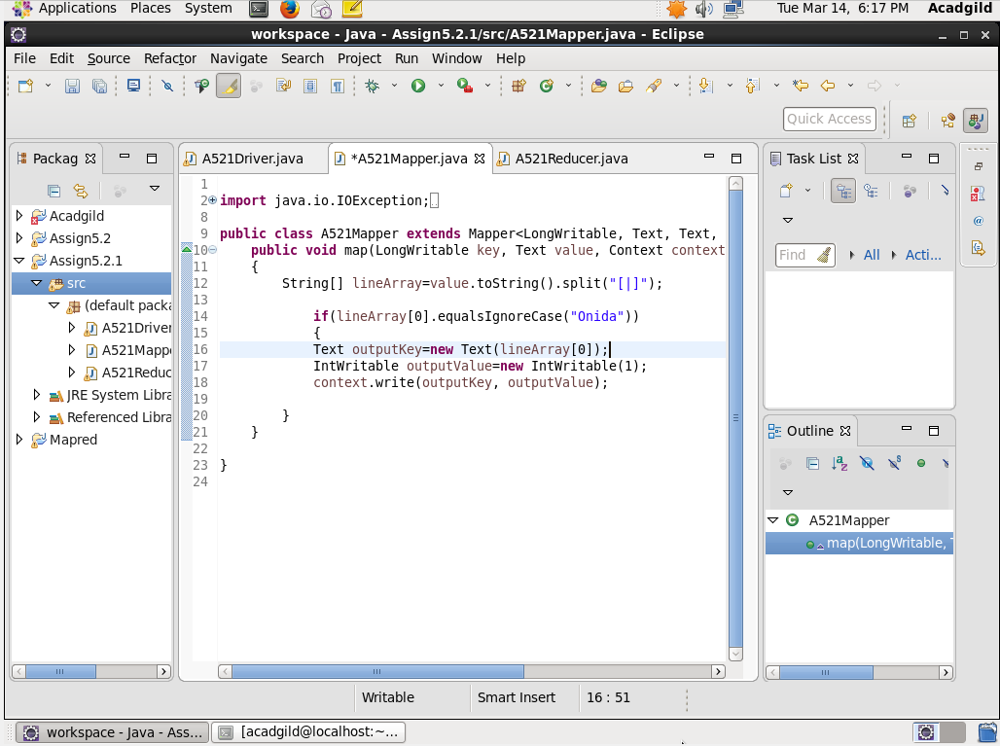 Applications Places System Tue Mar 14, 6:17 PM Acadgild
workspace - Java - Assign5.2.1/src/A521Mapper.java - Eclipse
File Edit Source Refactor Navigate Search Project Run Window Help
Quick Access
Packag
Acadgild
Assign5.2
Assign5.2.1
src
(default packa
A521Driver
A521Mapp
A521Reduc
JRE System Libra
Referenced Libra
Mapred
A521Driver.java *A521Mapper.java A521Reducer.java
1
2 import java.io.IOException;
8
9 public class A521Mapper extends Mapper<LongWritable, Text, Text,
10 public void map(LongWritable key, Text value, Context context
11 {
12 String[] lineArray=value.toString().split("[|]");
13
14 if(lineArray[0].equalsIgnoreCase("Onida"))
15 {
16 Text outputKey=new Text(lineArray[0]);
17 IntWritable outputValue=new IntWritable(1);
18 context.write(outputKey, outputValue);
19
20 }
21 }
22
23 }
24
Task List
Find All Acti...
Outline
A521Mapper
map(LongWritable, T
Writable Smart Insert 16 : 51
workspace - Java - Ass... [acadgild@localhost:~...